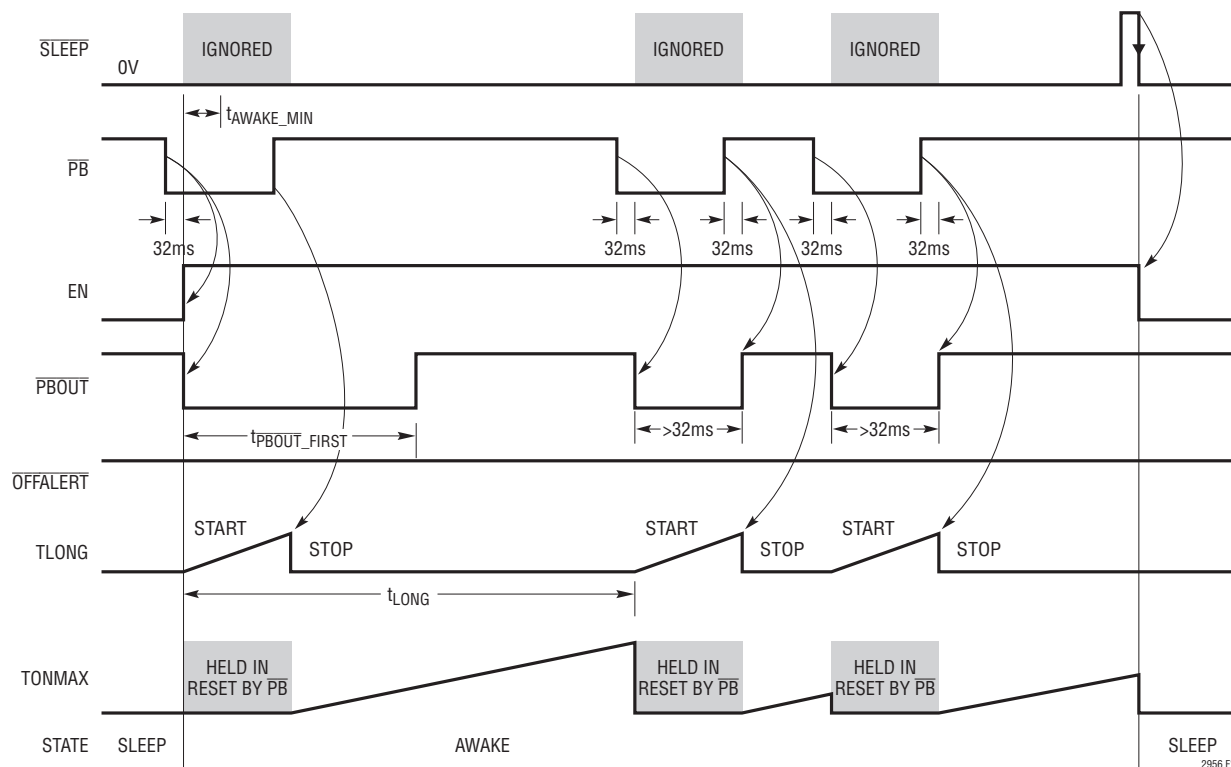 SLEEP
0V
IGNORED
IGNORED
IGNORED
tAWAKE_MIN
PB
32ms
32ms
32ms
32ms
32ms
EN
PBOUT
>32ms
>32ms
tPBOUT_FIRST
OFFALERT
TLONG
START
STOP
START
STOP
START
STOP
tLONG
TONMAX
HELD IN
RESET BY PB
HELD IN
RESET BY PB
HELD IN
RESET BY PB
STATE
SLEEP
AWAKE
SLEEP